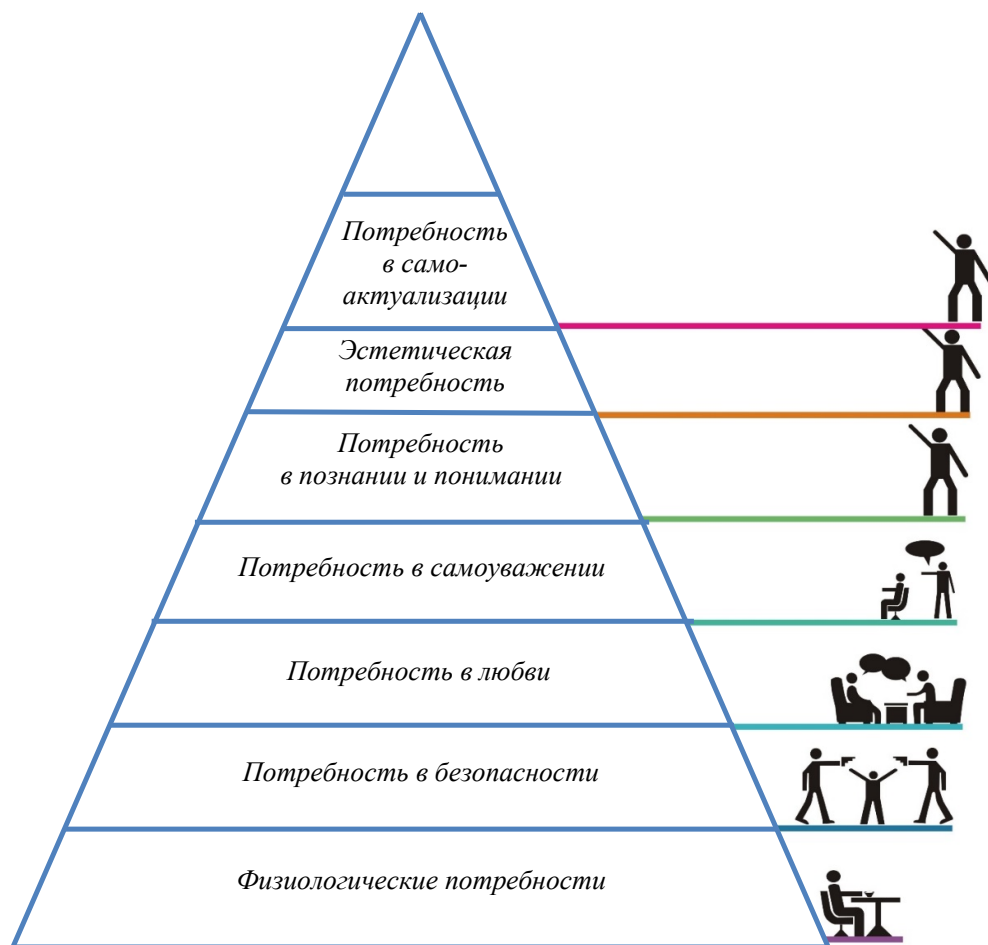 Потребность
в само-
актуализации
Эстетическая
потребность
Потребность
в познании и понимании
Потребность в самоуважении
Потребность в любви
Потребность в безопасности
Физиологические потребности